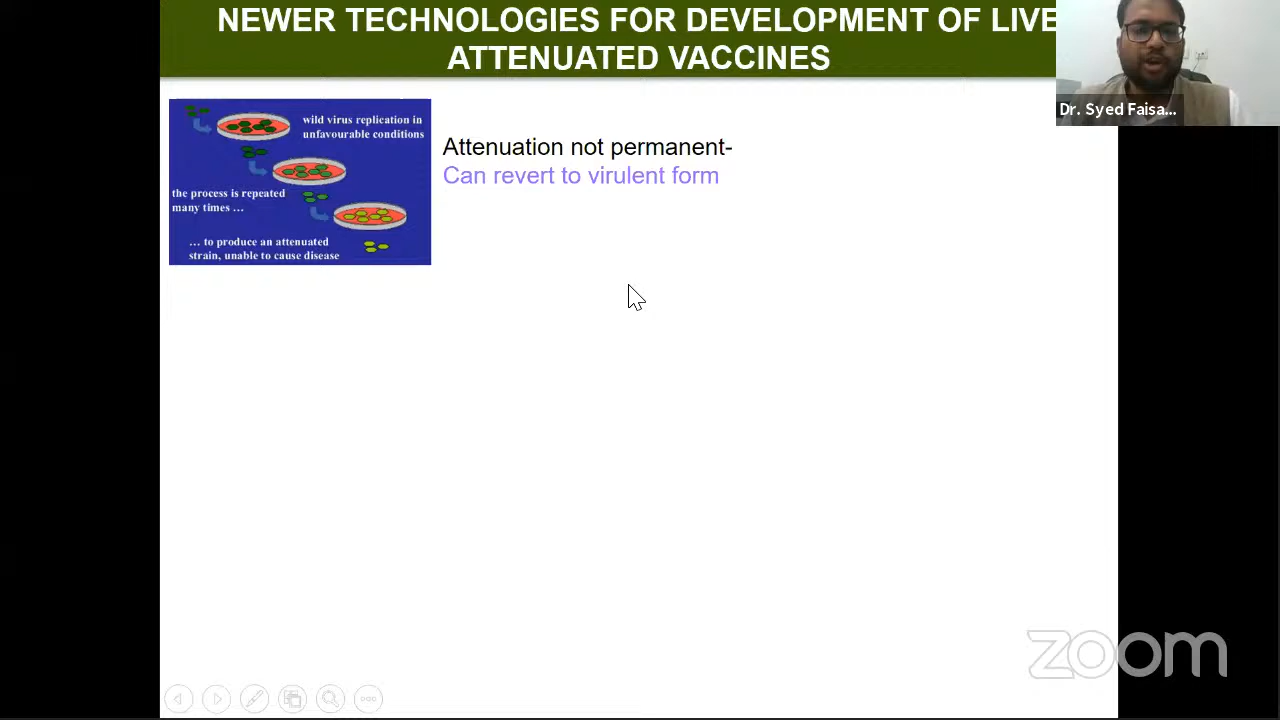 NEWER TECHNOLOGIES FOR DEVELOPMENT OF LIVE
ATTENUATED VACCINES
Dr. Syed Faisa...
wild virus replication in
unfavourable conditions
the process is repeated
many times ...
... to produce an attenuated
strain, unable to cause disease
Attenuation not permanent-
Can revert to virulent form
zoom